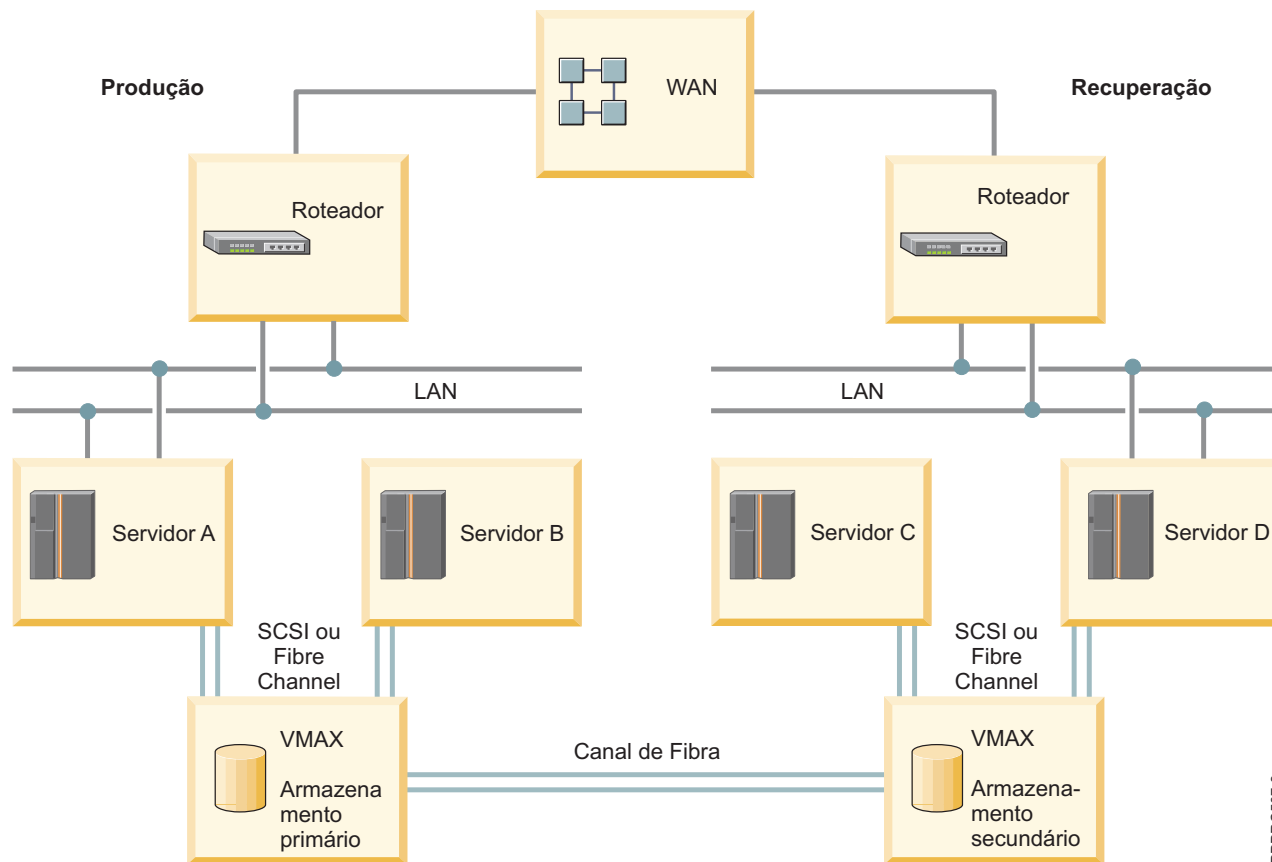 Produção
WAN
Recuperação
Roteador
Roteador
LAN
LAN
Servidor A
Servidor B
Servidor C
Servidor D
SCSI ou
Fibre
Channel
SCSI ou
Fibre
Channel
VMAX
Armazena
mento
primário
Canal de Fibra
VMAX
Armazena-
mento
secundário